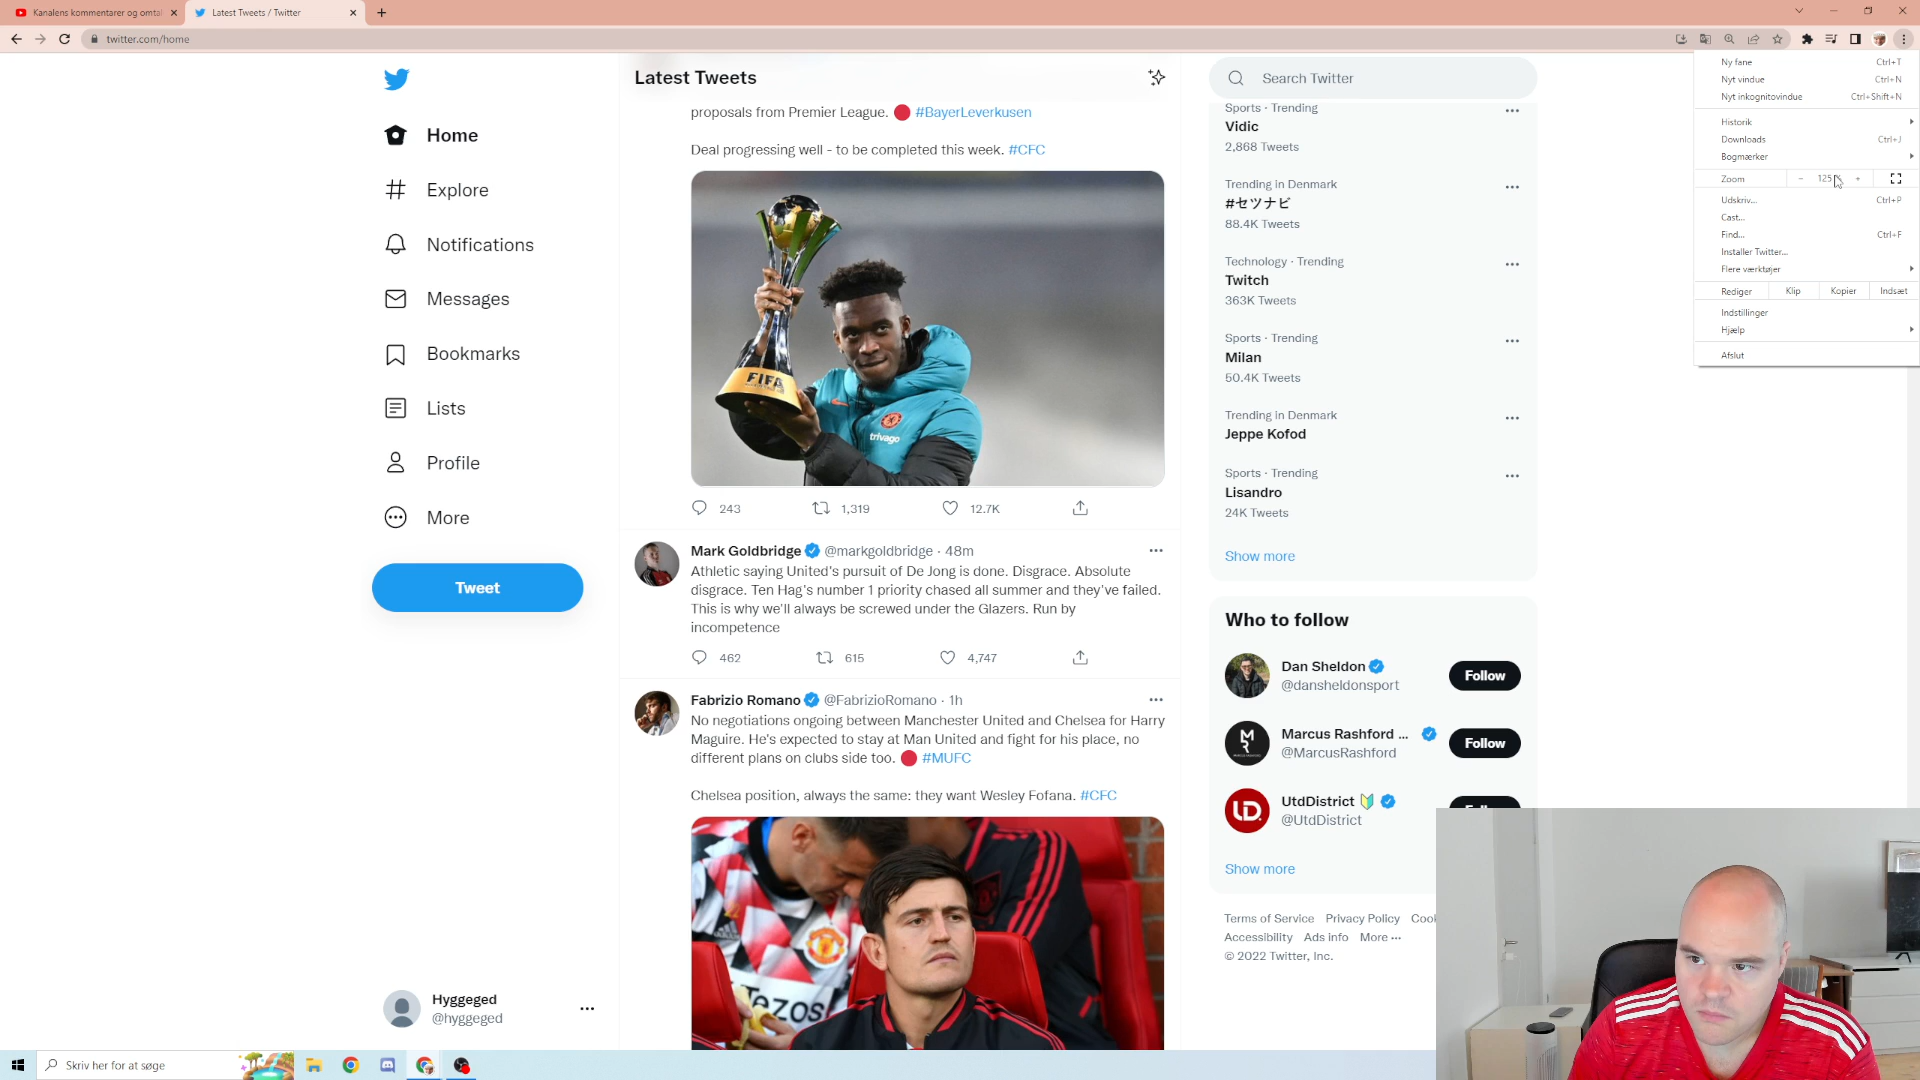 Kanalens kommentarer og omtal
Latest Tweets / Twitter
twitter.com/home
Home
Explore
Notifications
Messages
Bookmarks
Lists
Profile
More
Tweet
Hyggeged
@hyggeged
Latest Tweets
proposals from Premier League. #BayerLeverkusen
Deal progressing well - to be completed this week. #CFC
FIFA
trivago
243 1,319 12.7K
Mark Goldbridge @markgoldbridge · 48m
Athletic saying United's pursuit of De Jong is done. Disgrace. Absolute
disgrace. Ten Hag's number 1 priority chased all summer and they've failed.
This is why we'll always be screwed under the Glazers. Run by
incompetence
462 615 4,747
Fabrizio Romano @FabrizioRomano · 1h
No negotiations ongoing between Manchester United and Chelsea for Harry
Maguire. He's expected to stay at Man United and fight for his place, no
different plans on clubs side too. #MUFC
Chelsea position, always the same: they want Wesley Fofana. #CFC
Search Twitter
Sports · Trending
Vidic
2,868 Tweets
Trending in Denmark
#セツナビ
88.4K Tweets
Technology · Trending
Twitch
363K Tweets
Sports · Trending
Milan
50.4K Tweets
Trending in Denmark
Jeppe Kofod
Sports · Trending
Lisandro
24K Tweets
Show more
Who to follow
Dan Sheldon
@dansheldonsport
Follow
Marcus Rashford ...
@MarcusRashford
Follow
UtdDistrict
@UtdDistrict
Show more
Terms of Service Privacy Policy
Accessibility Ads info More
© 2022 Twitter, Inc.
Ny fane Ctrl+T
Nyt vindue Ctrl+N
Nyt inkognitovindue Ctrl+Shift+N
Historik
Downloads Ctrl+J
Bogmærker
Zoom - 125 +
Udskriv... Ctrl+P
Cast...
Find... Ctrl+F
Installer Twitter...
Flere værktøjer
Rediger Klip Kopier Indsæt
Indstillinger
Hjælp
Afslut
Skriv her for at søge